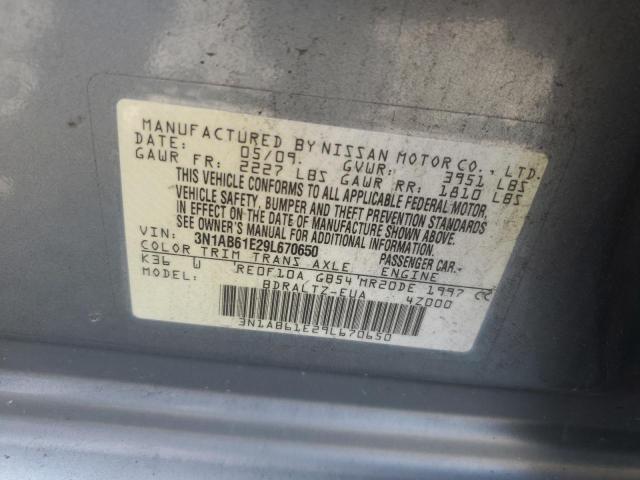 MANUFACTURED BY NISSAN MOTOR CO., LTD.
DATE: 05/09. GVWR: 3951 LBS
GAWR FR: 2227 LBS GAWR RR: 1810 LBS
THIS VEHICLE CONFORMS TO ALL APPLICABLE FEDERAL MOTOR
VEHICLE SAFETY, BUMPER AND THEFT PREVENTION STANDARDS
IN EFFECT ON THE DATE OF MANUFACTURE SHOWN ABOVE.
SEE OWNER'S MANUAL FOR ADDITIONAL INFORMATION
VIN: 3N1AB61E29L670650 PASSENGER CAR
COLOR TRIM TRANS AXLE ENGINE
K36 W RE0F10A GB54 MR20DE 1997 CC
MODEL: BDRALTZ-EUA 4Z000
3N1AB61E29L670650